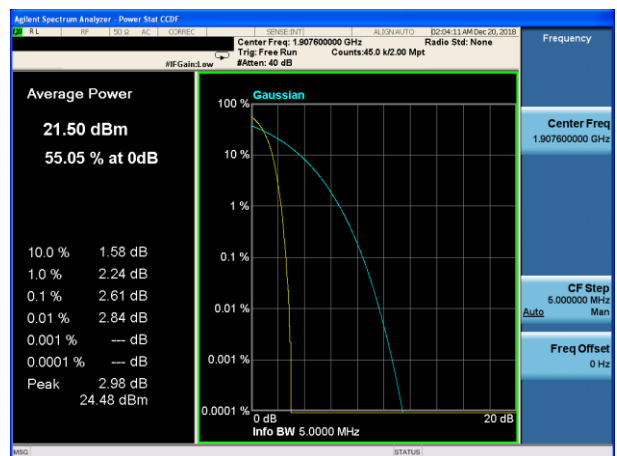 Agilent Spectrum Analyzer - Power Stat CCDF
RL RF 50 Ω AC CORREC SENSE:INT ALIGNAUTO 02:04:11 AM Dec 20, 2018
Center Freq: 1.907600000 GHz Radio Std: None
Trig: Free Run Counts:45.0 k/2.00 Mpt
#IFGain:Low #Atten: 40 dB
Frequency
Average Power
21.50 dBm
55.05 % at 0dB
10.0 % 1.58 dB
1.0 % 2.24 dB
0.1 % 2.61 dB
0.01 % 2.84 dB
0.001 % --- dB
0.0001 % --- dB
Peak 2.98 dB
24.48 dBm
Gaussian
100 %
10 %
1 %
0.1 %
0.01 %
0.001 %
0.0001 %
0 dB 20 dB
Info BW 5.0000 MHz
Center Freq
1.907600000 GHz
CF Step
5.000000 MHz
Auto Man
Freq Offset
0 Hz
MSG STATUS